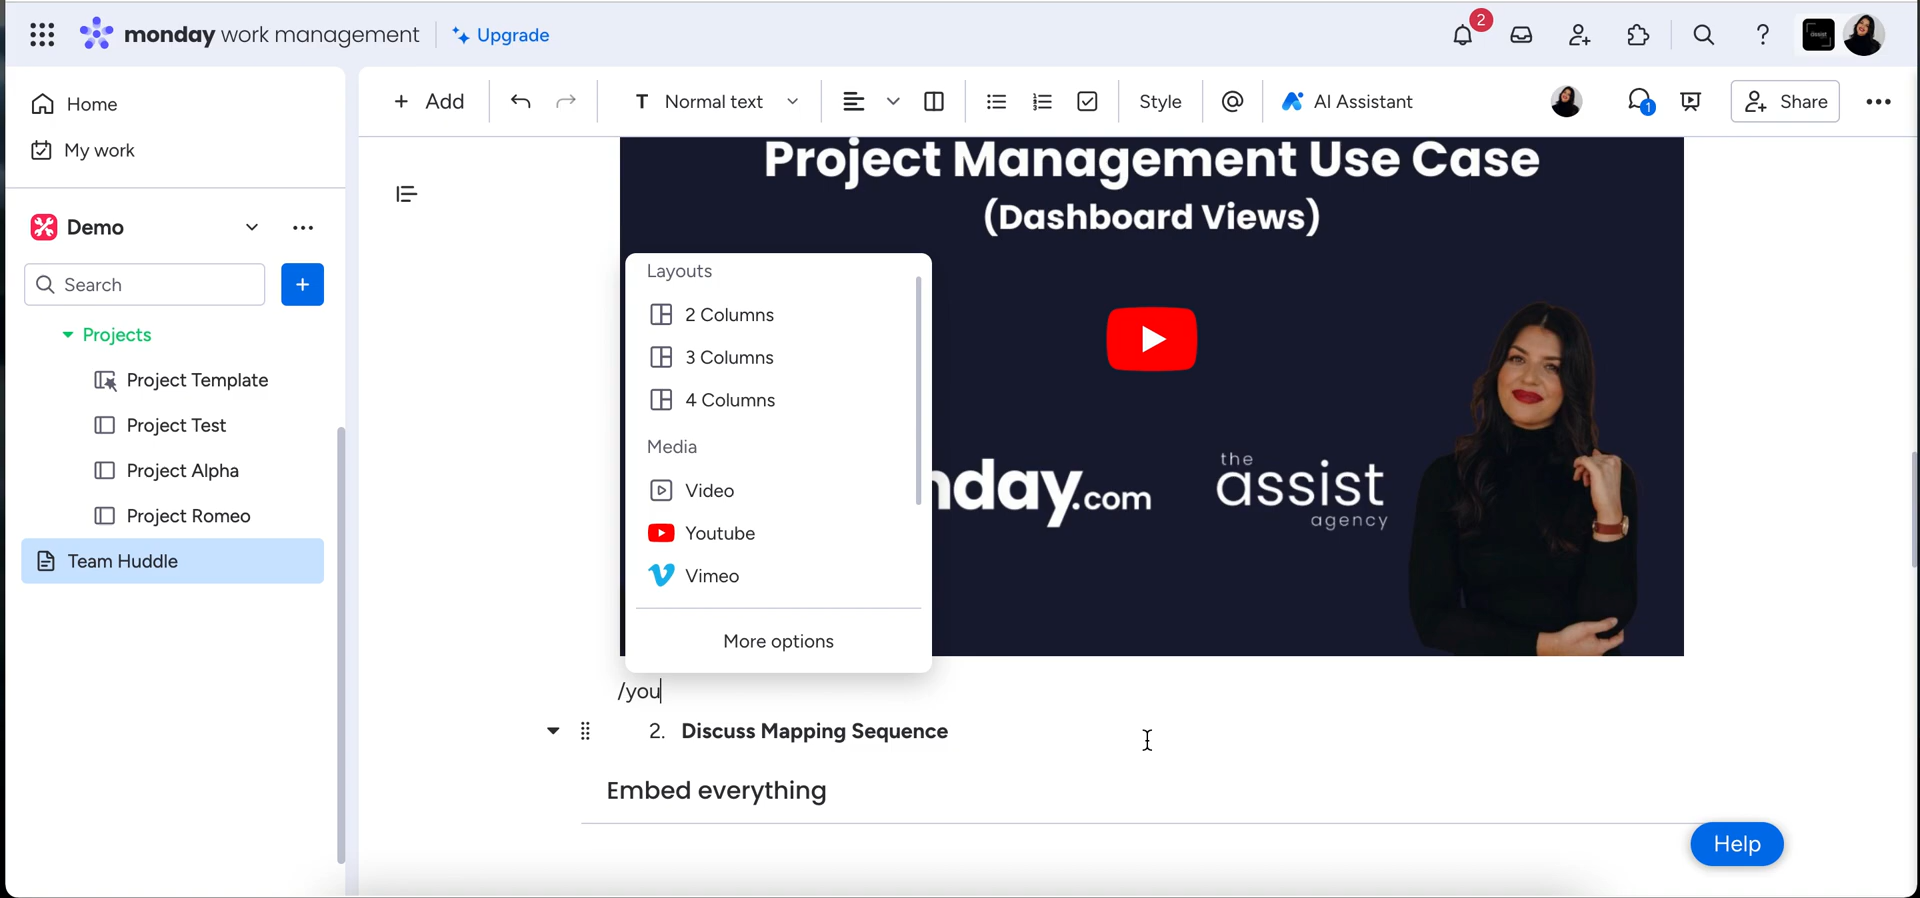 monday work management
Upgrade
2
Home
My work
Demo
Search
Projects
Project Template
Project Test
Project Alpha
Project Romeo
Team Huddle
Add
Normal text
Style
AI Assistant
1
Share
Project Management Use Case
(Dashboard Views)
Layouts
2 Columns
3 Columns
4 Columns
Media
Video
Youtube
Vimeo
More options
nday.com
the
assist
agency
/you
2. Discuss Mapping Sequence
Embed everything
Help